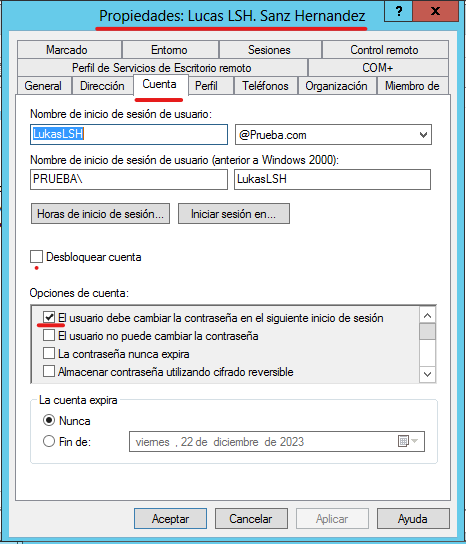 Propiedades: Lucas LSH. Sanz Hernandez
?
X
Marcado Entorno Sesiones Control remoto
Perfil de Servicios de Escritorio remoto COM+
General Dirección Cuenta Perfil Teléfonos Organización Miembro de
Nombre de inicio de sesión de usuario:
LukasLSH @Prueba.com
Nombre de inicio de sesión de usuario (anterior a Windows 2000):
PRUEBA\ LukasLSH
Horas de inicio de sesión... Iniciar sesión en...
Desbloquear cuenta
Opciones de cuenta:
El usuario debe cambiar la contraseña en el siguiente inicio de sesión
El usuario no puede cambiar la contraseña
La contraseña nunca expira
Almacenar contraseña utilizando cifrado reversible
La cuenta expira
Nunca
Fin de: viernes , 22 de diciembre de 2023
Aceptar Cancelar Aplicar Ayuda